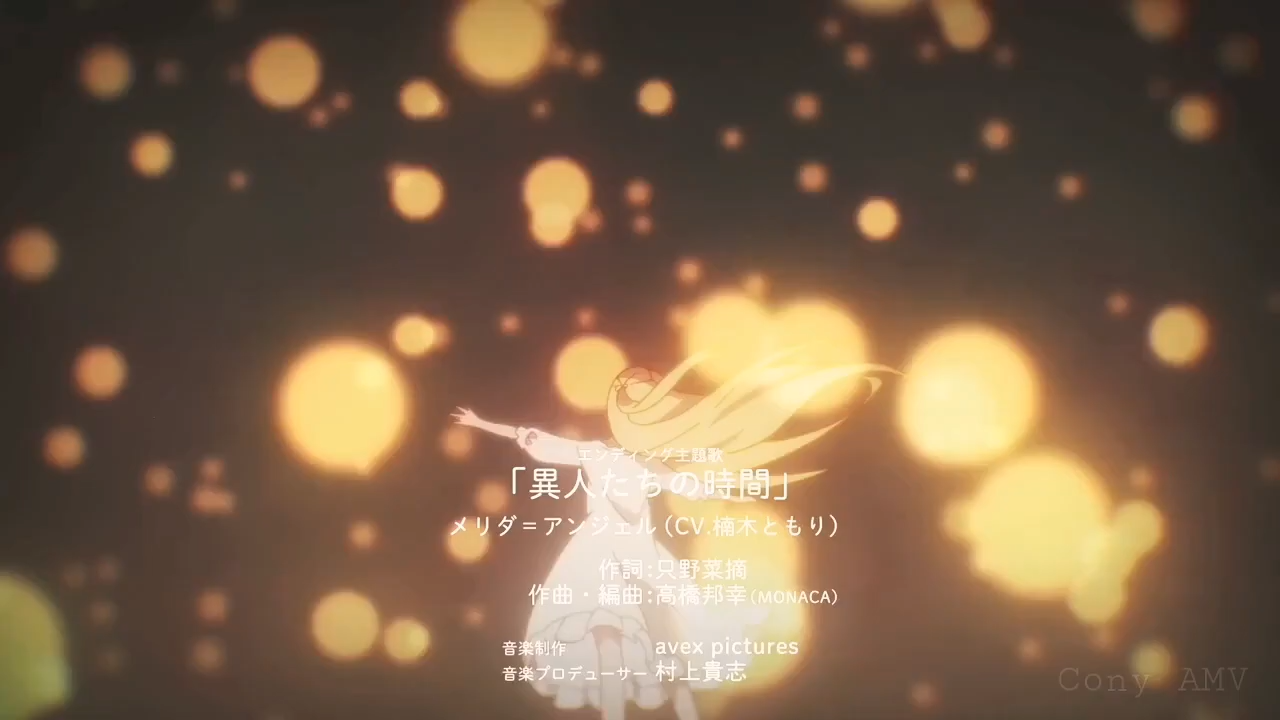 エンディング主題歌
「異人たちの時間」
メリダ=アンジェル (CV.楠木ともり)
作詞:只野菜摘
作曲・編曲:高橋邦幸(MONACA)
音楽制作 avex pictures
音楽プロデューサー 村上貴志
Cony AMV